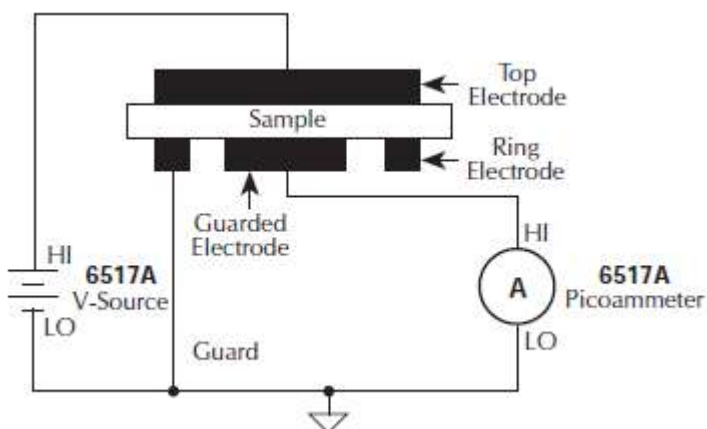 Top
Electrode
Sample
Ring
Electrode
Guarded
Electrode
HI
6517A
V-Source
LO
Guard
HI
A
6517A
Picoammeter
LO